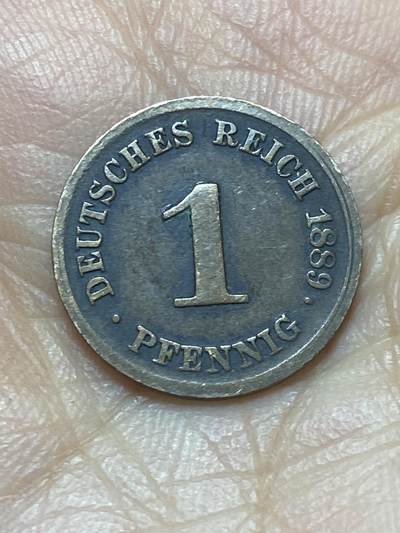 DEUTSCHES REICH 1889
1
· PFENNIG ·